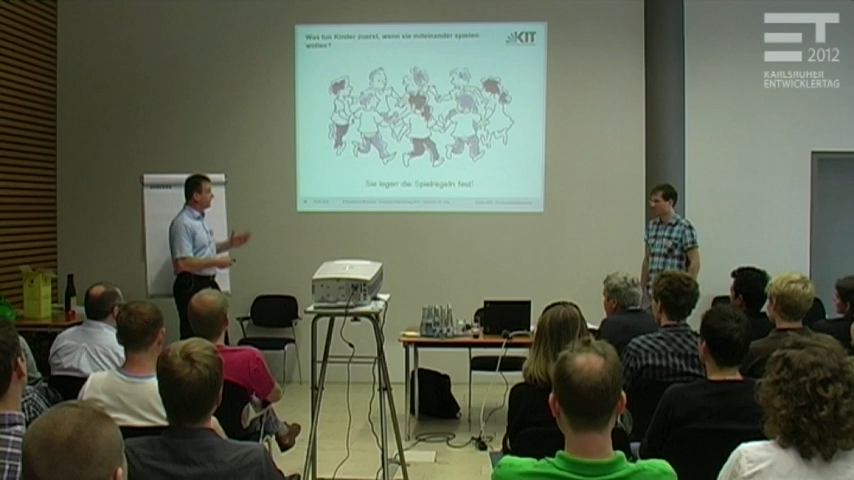 Was tun Kinder zuerst, wenn sie miteinander spielen
wollen?
KIT
Sie legen die Spielregeln fest!
ET
2012
KARLSRUHER
ENTWICKLERTAG